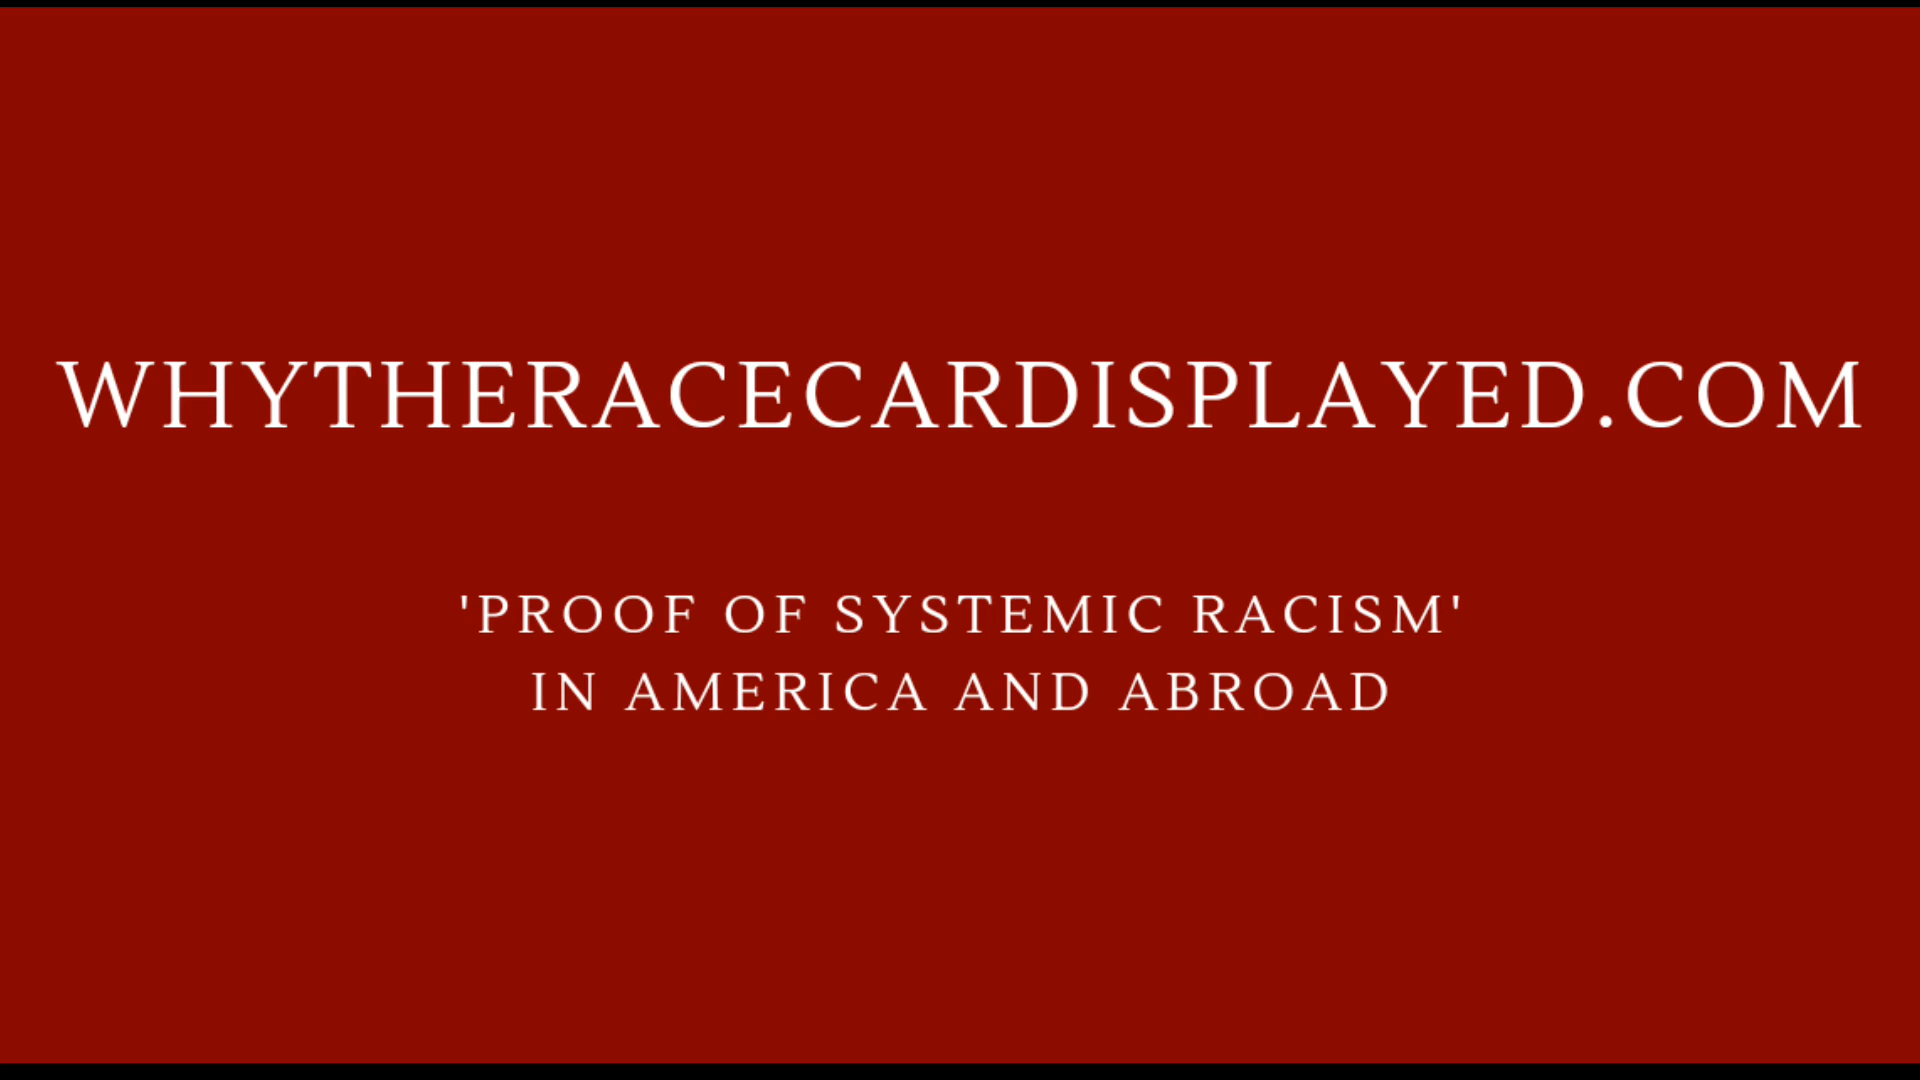 WHYTHERACECARDISPLAYED.COM
'PROOF OF SYSTEMIC RACISM'
IN AMERICA AND ABROAD